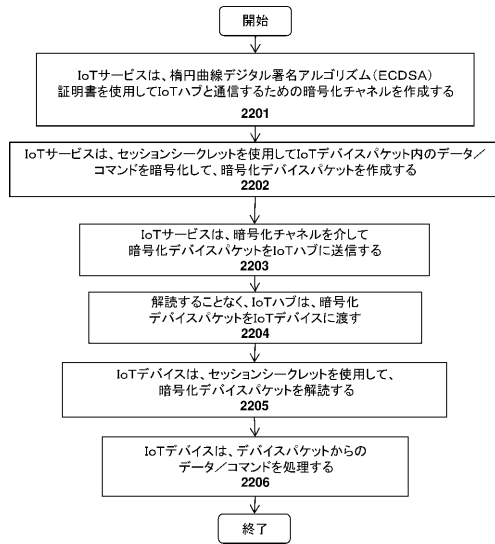 開始
IoTサービスは、楕円曲線デジタル署名アルゴリズム(ECDSA)
証明書を使用してIoTハブと通信するための暗号化チャネルを作成する
2201
IoTサービスは、セッションシークレットを使用してIoTデバイスパケット内のデータ/
コマンドを暗号化して、暗号化デバイスパケットを作成する
2202
IoTサービスは、暗号化チャネルを介して
暗号化デバイスパケットをIoTハブに送信する
2203
解読することなく、IoTハブは、暗号化
デバイスパケットをIoTデバイスに渡す
2204
IoTデバイスは、セッションシークレットを使用して、
暗号化デバイスパケットを解読する
2205
IoTデバイスは、デバイスパケットからの
データ/コマンドを処理する
2206
終了